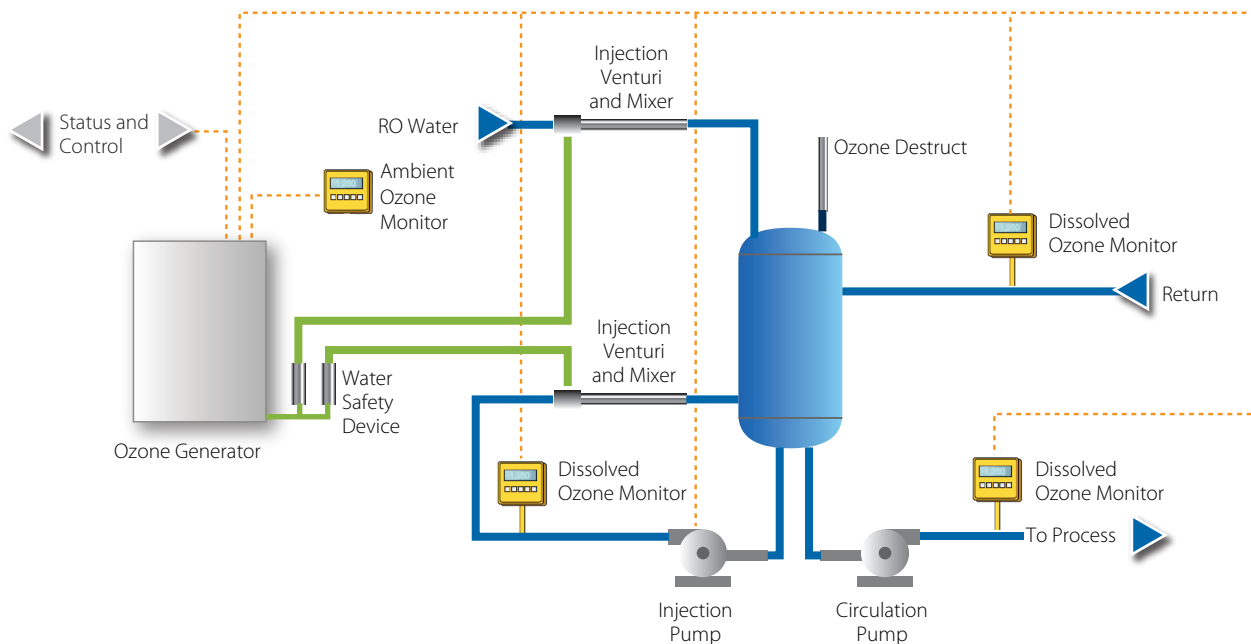 Injection
Venturi
and Mixer
Status and
Control
RO Water
Ozone Destruct
Ambient
Ozone
Monitor
Dissolved
Ozone Monitor
Return
Injection
Venturi
and Mixer
Water
Safety
Device
Ozone Generator
Dissolved
Ozone Monitor
Dissolved
Ozone Monitor
To Process
Injection
Pump
Circulation
Pump